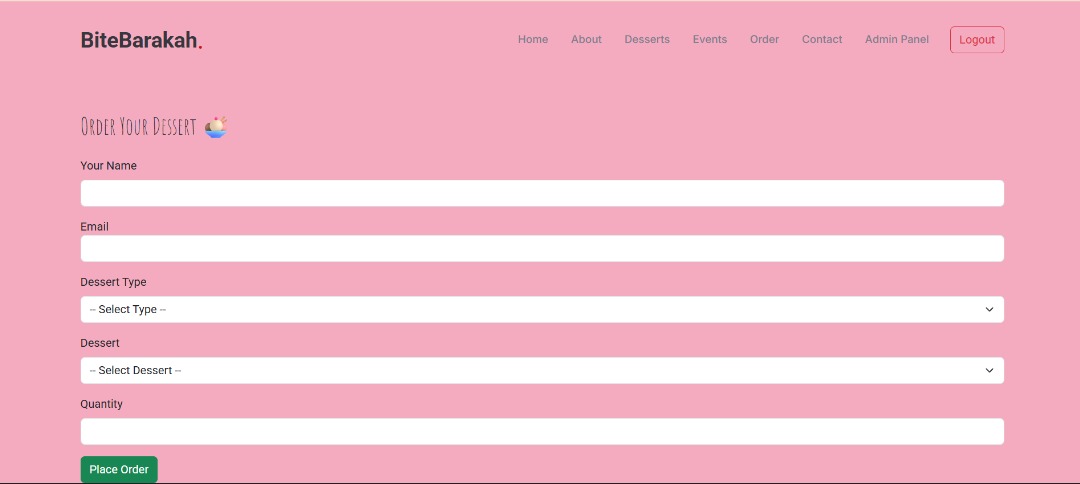 BiteBarakah.
Home About Desserts Events Order Contact Admin Panel Logout
Order Your Dessert 🍨
Your Name
Email
Dessert Type
-- Select Type --
Dessert
-- Select Dessert --
Quantity
Place Order